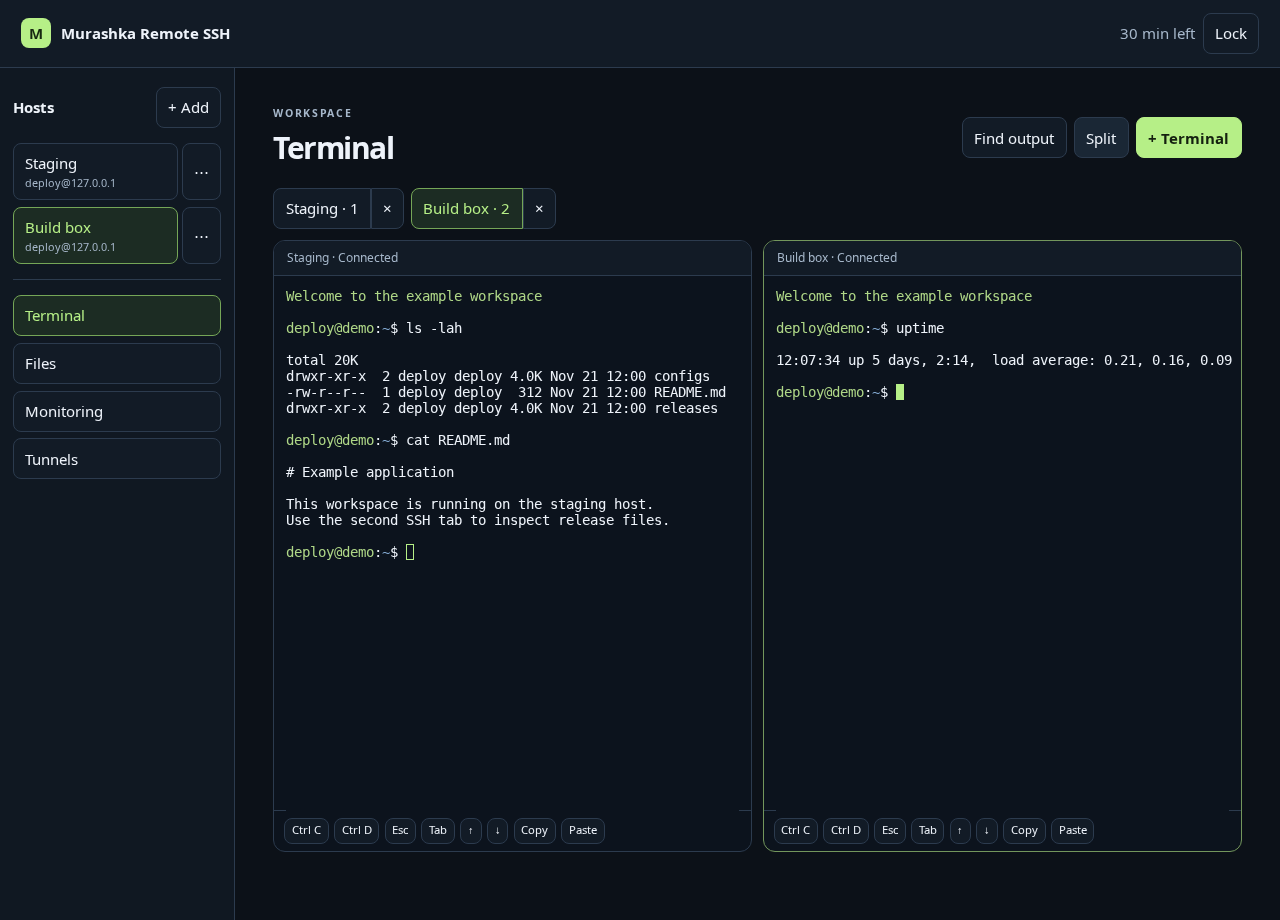 M Murashka Remote SSH
30 min left Lock
Hosts + Add
Staging
deploy@127.0.0.1
...
Build box
deploy@127.0.0.1
...
Terminal
Files
Monitoring
Tunnels
WORKSPACE
Terminal
Find output Split + Terminal
Staging · 1 × Build box · 2 ×
Staging · Connected
Welcome to the example workspace
deploy@demo:~$ ls -lah
total 20K
drwxr-xr-x  2 deploy deploy 4.0K Nov 21 12:00 configs
-rw-r--r--  1 deploy deploy  312 Nov 21 12:00 README.md
drwxr-xr-x  2 deploy deploy 4.0K Nov 21 12:00 releases
deploy@demo:~$ cat README.md
# Example application
This workspace is running on the staging host.
Use the second SSH tab to inspect release files.
deploy@demo:~$
Ctrl C Ctrl D Esc Tab ↑ ↓ Copy Paste
Build box · Connected
Welcome to the example workspace
deploy@demo:~$ uptime
12:07:34 up 5 days, 2:14,  load average: 0.21, 0.16, 0.09
deploy@demo:~$
Ctrl C Ctrl D Esc Tab ↑ ↓ Copy Paste